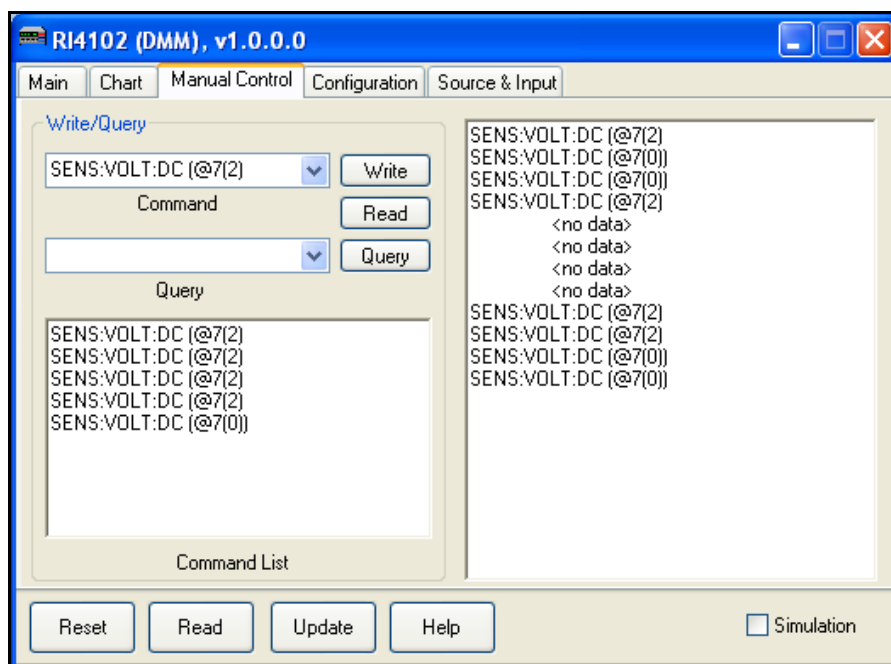 RI4102 (DMM), v1.0.0.0
Main Chart Manual Control Configuration Source & Input
Write/Query
SENS:VOLT:DC (@7(2) Write
Command
Read
Query
Query
SENS:VOLT:DC (@7(2)
SENS:VOLT:DC (@7(2)
SENS:VOLT:DC (@7(2)
SENS:VOLT:DC (@7(2)
SENS:VOLT:DC (@7(0))
Command List
SENS:VOLT:DC (@7(2)
SENS:VOLT:DC (@7(0))
SENS:VOLT:DC (@7(0))
SENS:VOLT:DC (@7(2)
<no data>
<no data>
<no data>
<no data>
SENS:VOLT:DC (@7(2)
SENS:VOLT:DC (@7(2)
SENS:VOLT:DC (@7(0))
SENS:VOLT:DC (@7(0))
Reset Read Update Help Simulation